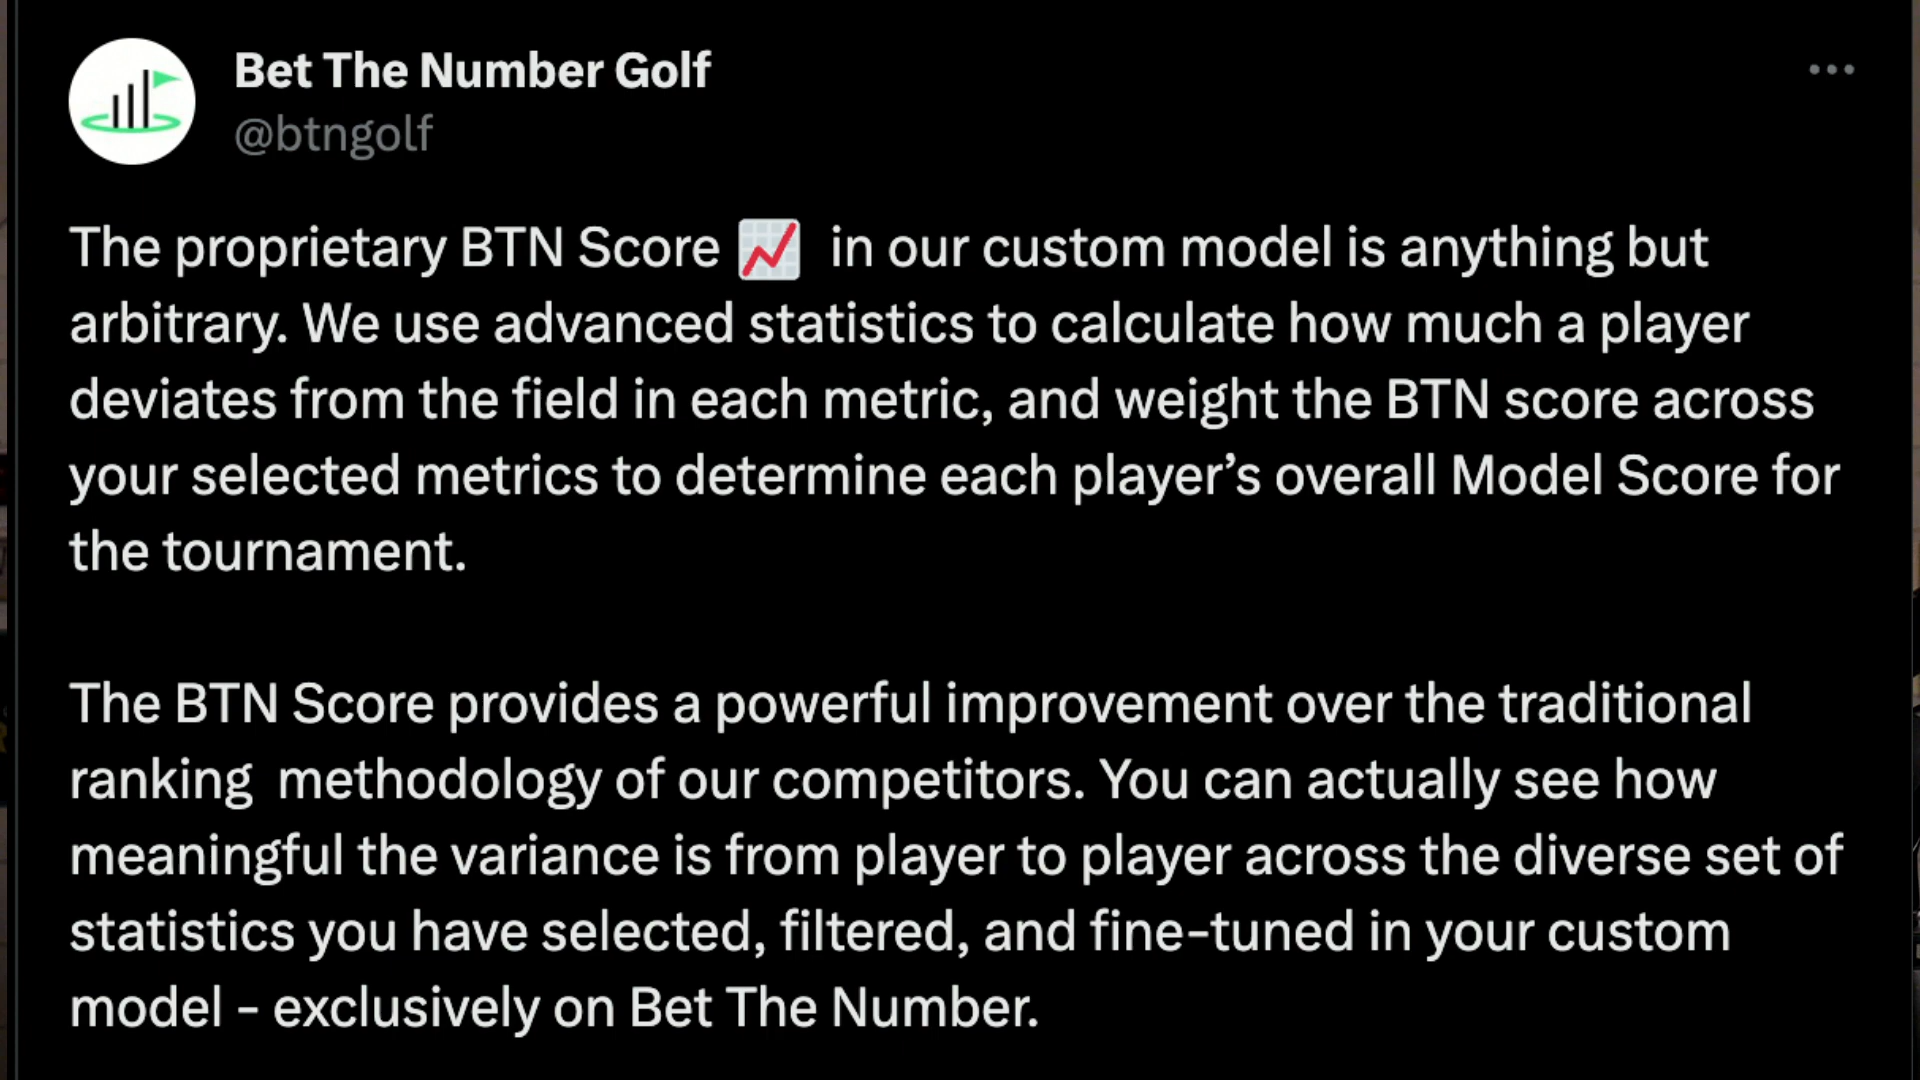 Bet The Number Golf
@btngolf
The proprietary BTN Score 📈 in our custom model is anything but
arbitrary. We use advanced statistics to calculate how much a player
deviates from the field in each metric, and weight the BTN score across
your selected metrics to determine each player’s overall Model Score for
the tournament.
The BTN Score provides a powerful improvement over the traditional
ranking  methodology of our competitors. You can actually see how
meaningful the variance is from player to player across the diverse set of
statistics you have selected, filtered, and fine-tuned in your custom
model - exclusively on Bet The Number.